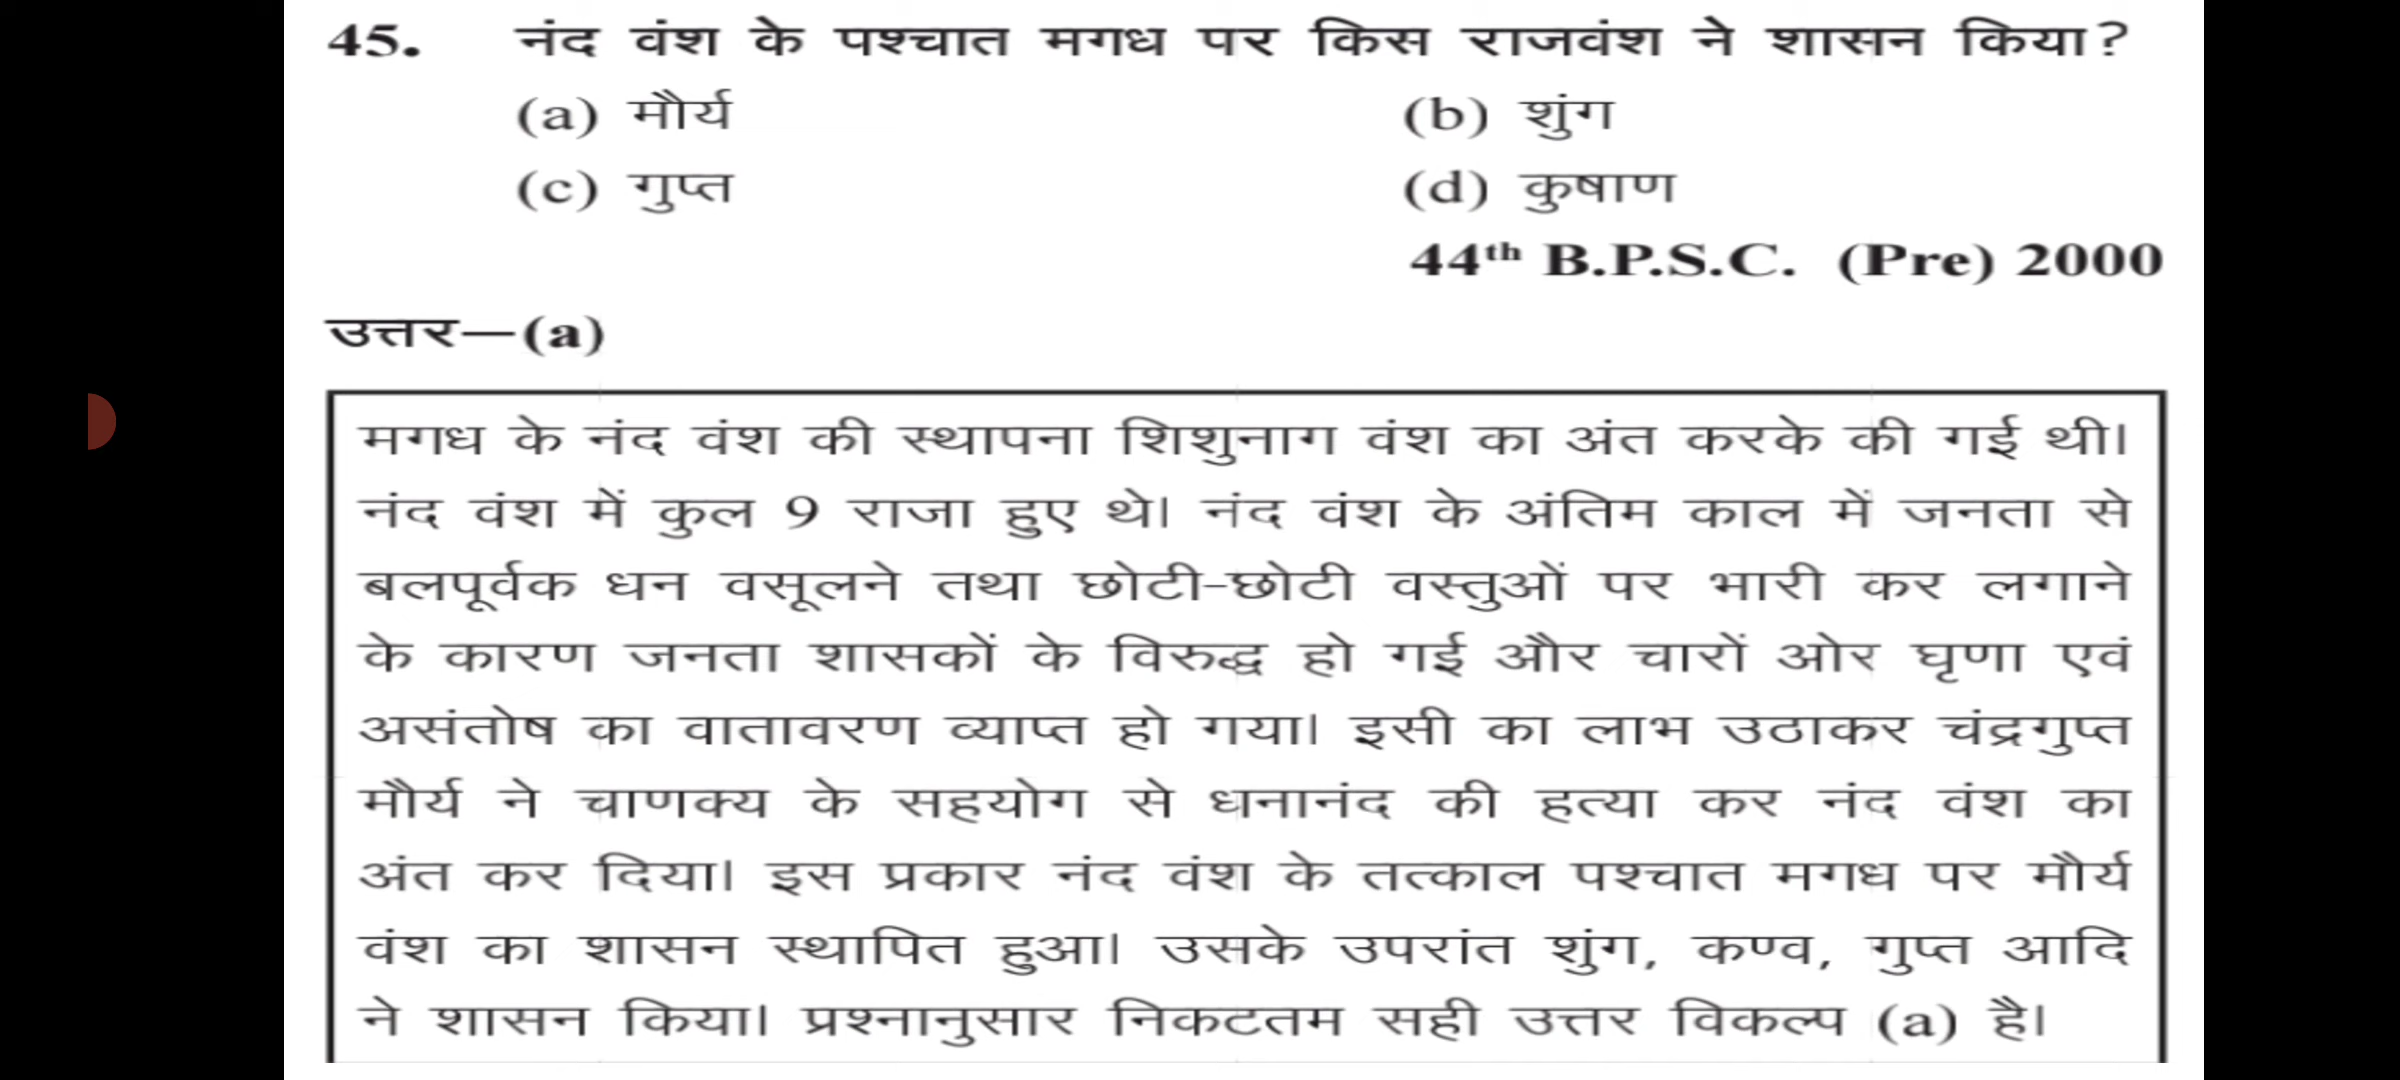 45. नंद वंश के पश्चात मगध पर किस राजवंश ने शासन किया?
(a) मौर्य (b) शुंग
(c) गुप्त (d) कुषाण
44th B.P.S.C. (Pre) 2000
उत्तर—(a)
मगध के नंद वंश की स्थापना शिशुनाग वंश का अंत करके की गई थी।
नंद वंश में कुल 9 राजा हुए थे। नंद वंश के अंतिम काल में जनता से
बलपूर्वक धन वसूलने तथा छोटी-छोटी वस्तुओं पर भारी कर लगाने
के कारण जनता शासकों के विरुद्ध हो गई और चारों ओर घृणा एवं
असंतोष का वातावरण व्याप्त हो गया। इसी का लाभ उठाकर चंद्रगुप्त
मौर्य ने चाणक्य के सहयोग से धनानंद की हत्या कर नंद वंश का
अंत कर दिया। इस प्रकार नंद वंश के तत्काल पश्चात मगध पर मौर्य
वंश का शासन स्थापित हुआ। उसके उपरांत शुंग, कण्व, गुप्त आदि
ने शासन किया। प्रश्नानुसार निकटतम सही उत्तर विकल्प (a) है।